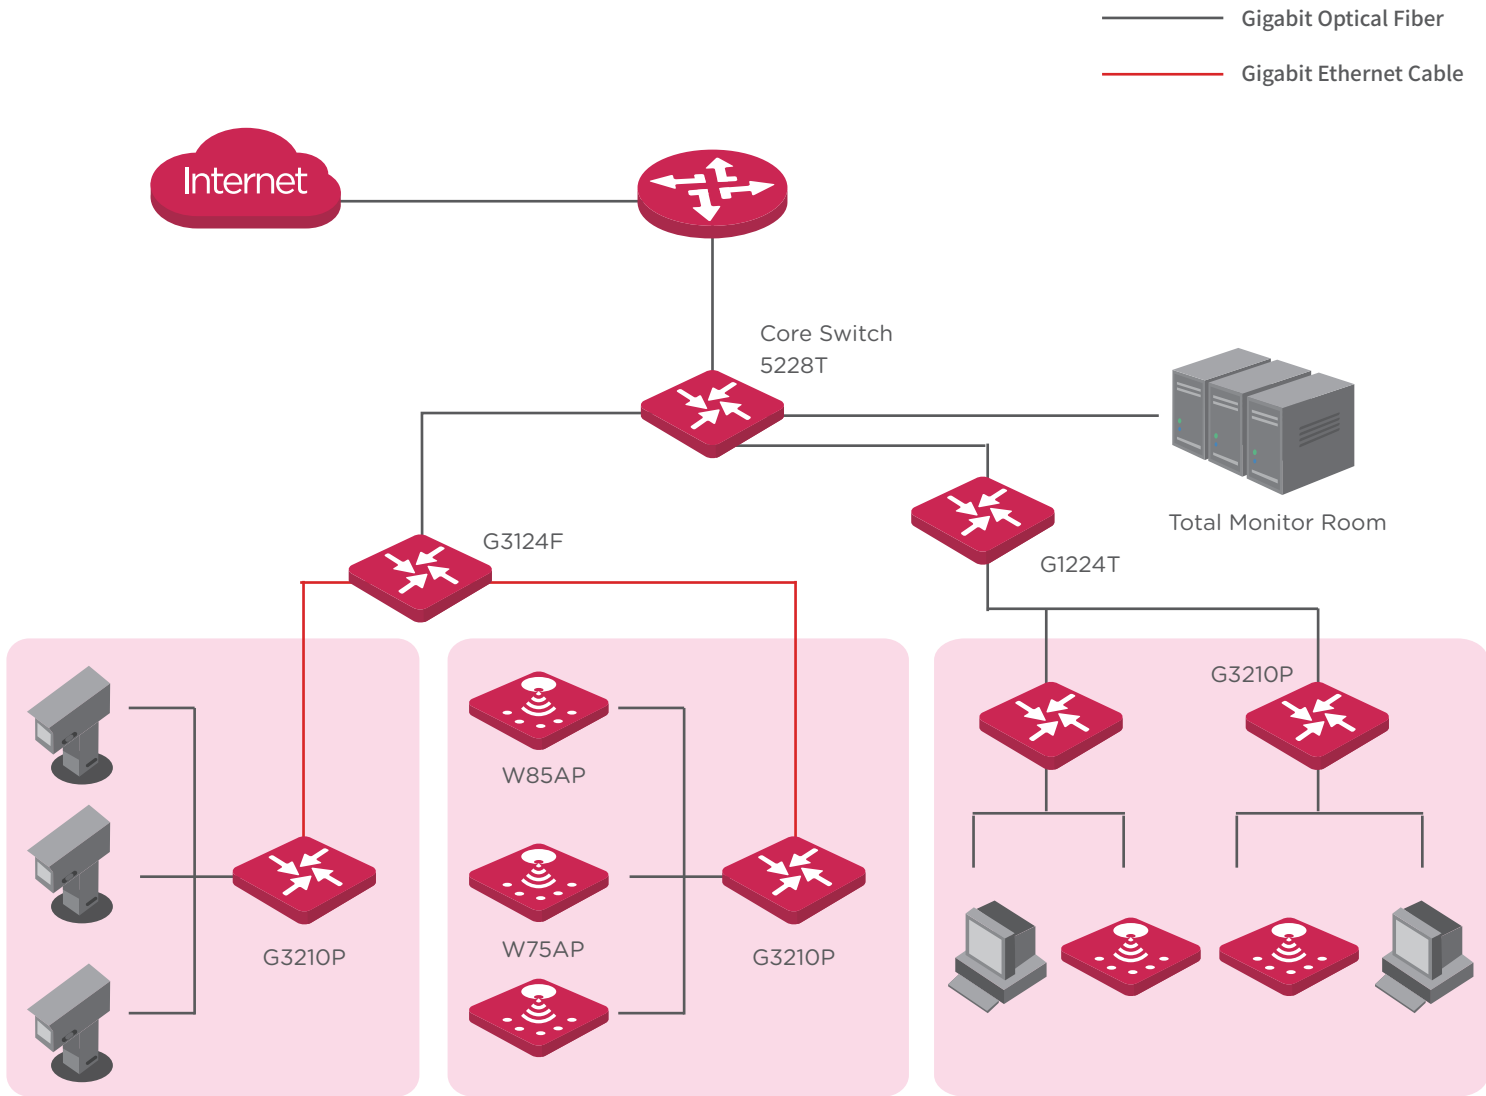 Gigabit Optical Fiber
Gigabit Ethernet Cable
Internet
Core Switch
5228T
Total Monitor Room
G3124F
G1224T
G3210P
W85AP
W75AP
G3210P
G3210P